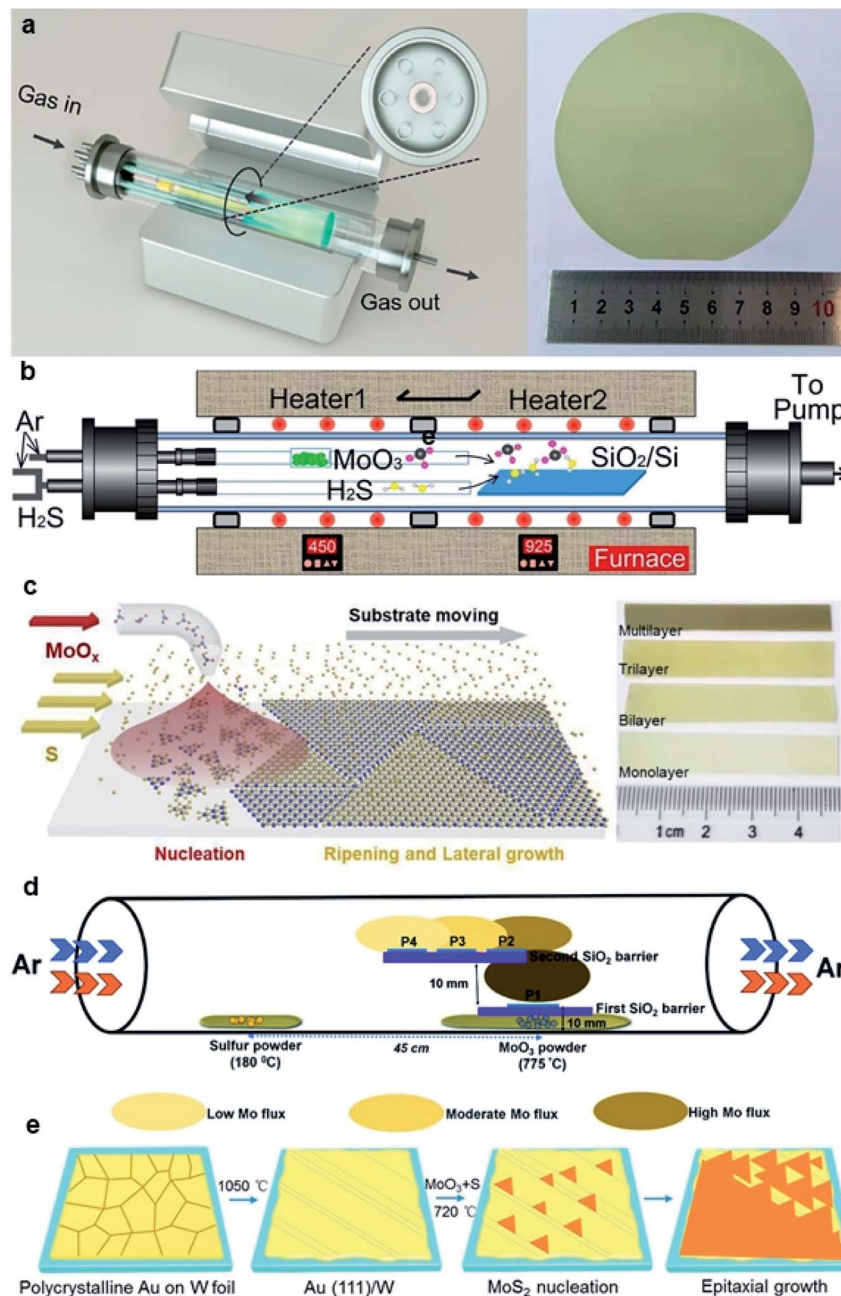 a
Gas in
Gas out
1 2 3 4 5 6 7 8 9 10
b
Heater1
Heater2
To
Pump
Ar
e
MoO₃
SiO₂/Si
H₂S
H₂S
450
925
Furnace
c
Substrate moving
MoOₓ
S
Nucleation
Ripening and Lateral growth
Multilayer
Trilayer
Bilayer
Monolayer
1 cm 2 3 4
d
Ar
Ar
P4 P3 P2
Second SiO₂ barrier
10 mm
P1
First SiO₂ barrier
10 mm
Sulfur powder
(180 ⁰C)
45 cm
MoO₃ powder
(775 °C)
Low Mo flux
Moderate Mo flux
High Mo flux
e
1050 ℃
MoO₃+S
720 ℃
Polycrystalline Au on W foil
Au (111)/W
MoS₂ nucleation
Epitaxial growth